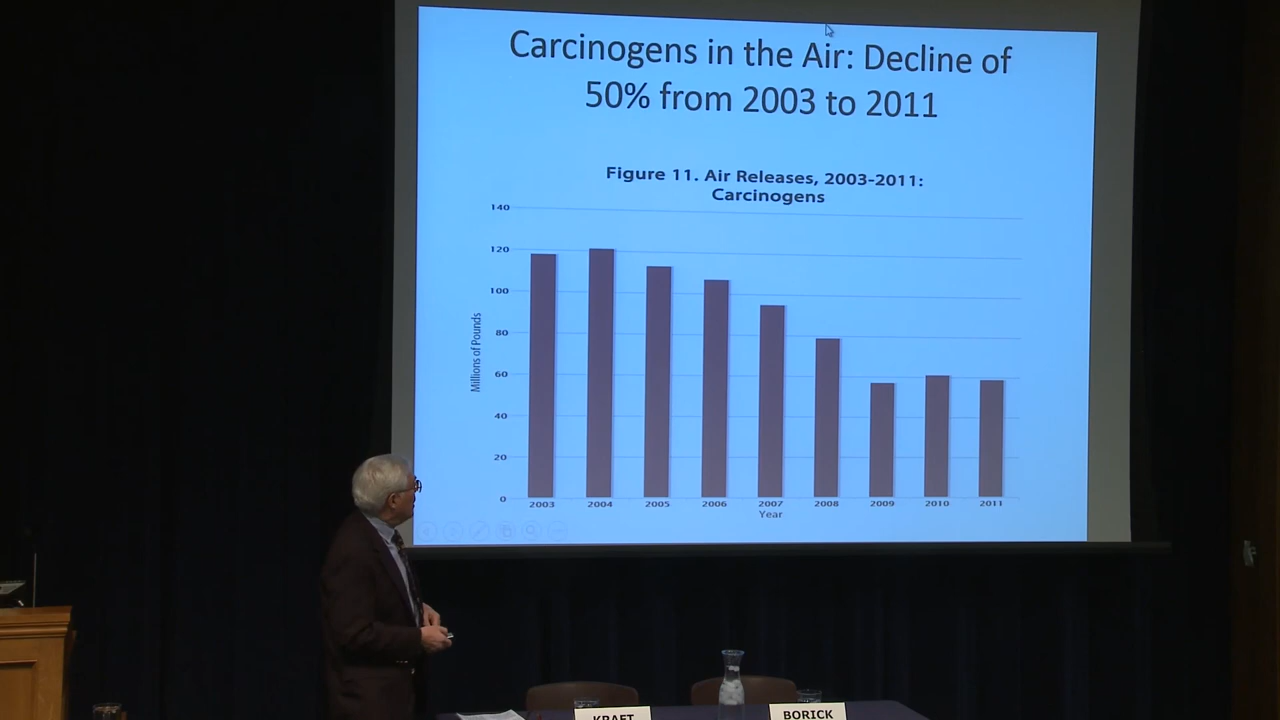 Carcinogens in the Air: Decline of
50% from 2003 to 2011
Figure 11. Air Releases, 2003-2011:
Carcinogens
140
120
100
80
60
40
20
0
Millions of Pounds
2003 2004 2005 2006 2007 2008 2009 2010 2011
Year
KRAFT
BORICK